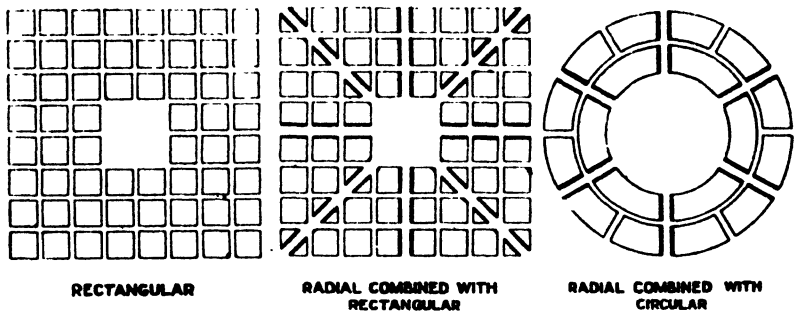 RECTANGULAR
RADIAL COMBINED WITH
RECTANGULAR
RADIAL COMBINED WITH
CIRCULAR